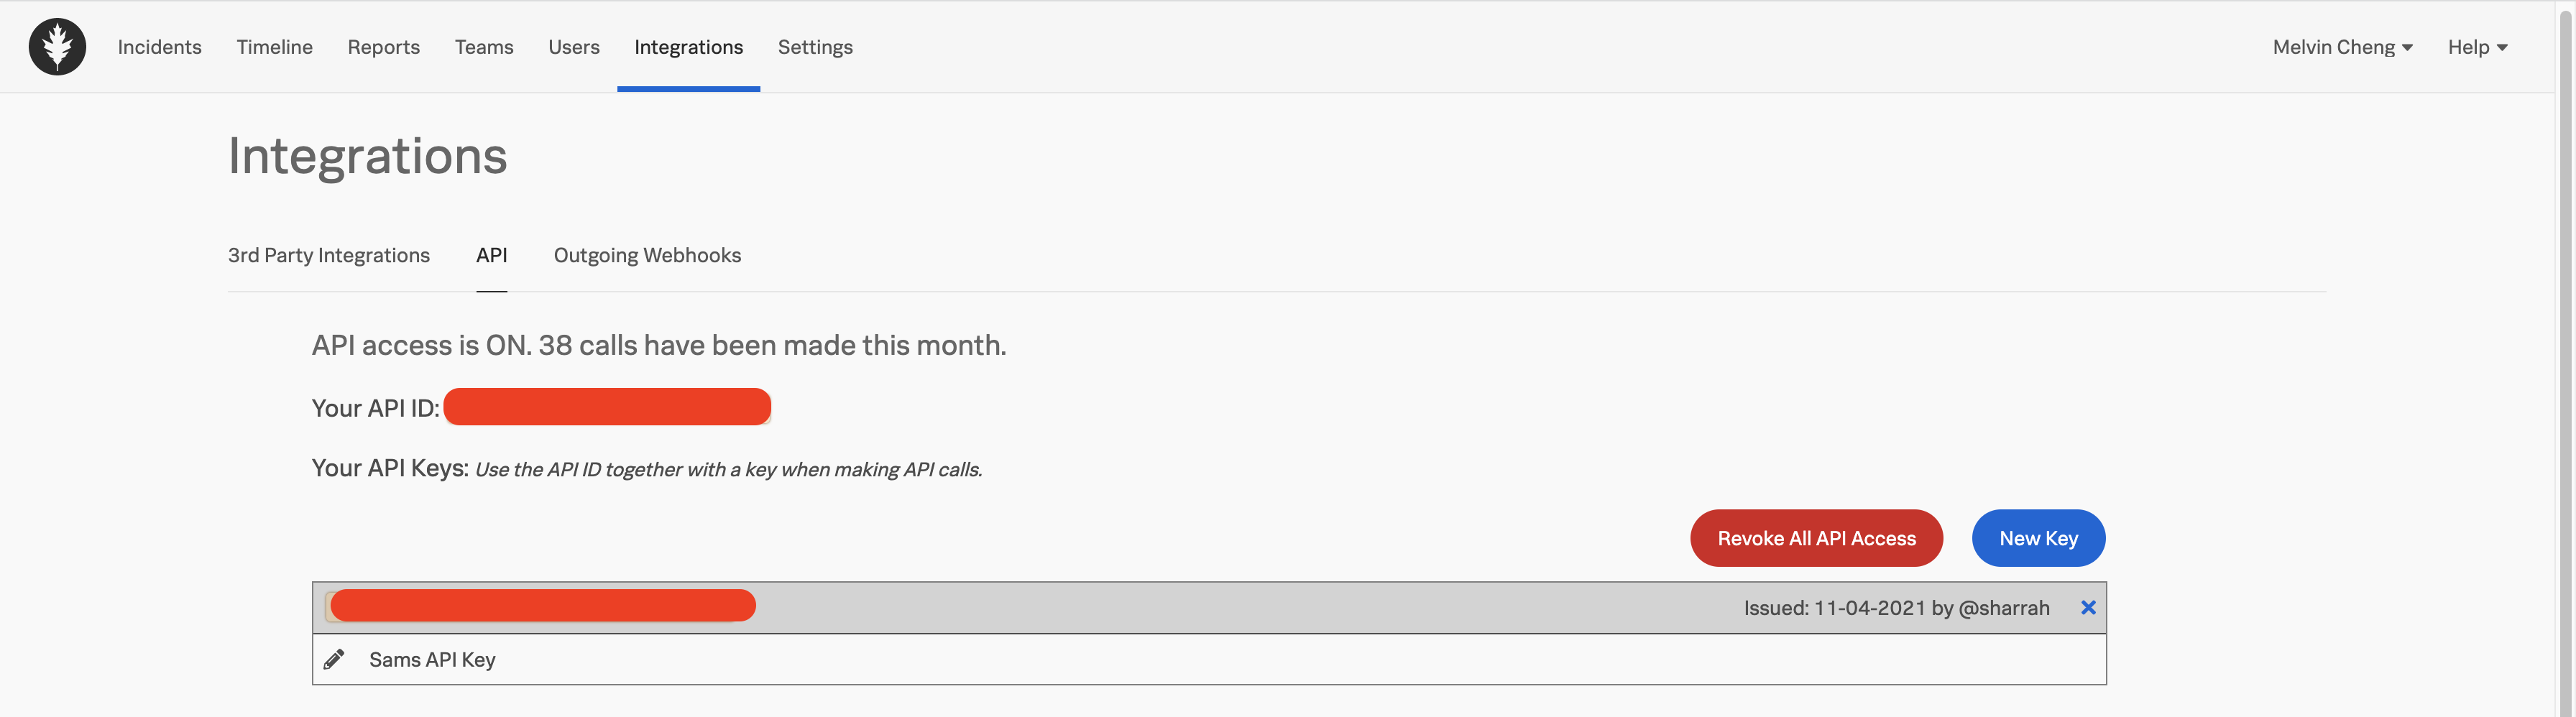 Incidents Timeline Reports Teams Users Integrations Settings Melvin Cheng Help
Integrations
3rd Party Integrations API Outgoing Webhooks
API access is ON. 38 calls have been made this month.
Your API ID:
Your API Keys: Use the API ID together with a key when making API calls.
Revoke All API Access New Key
Issued: 11-04-2021 by @sharrah
Sams API Key